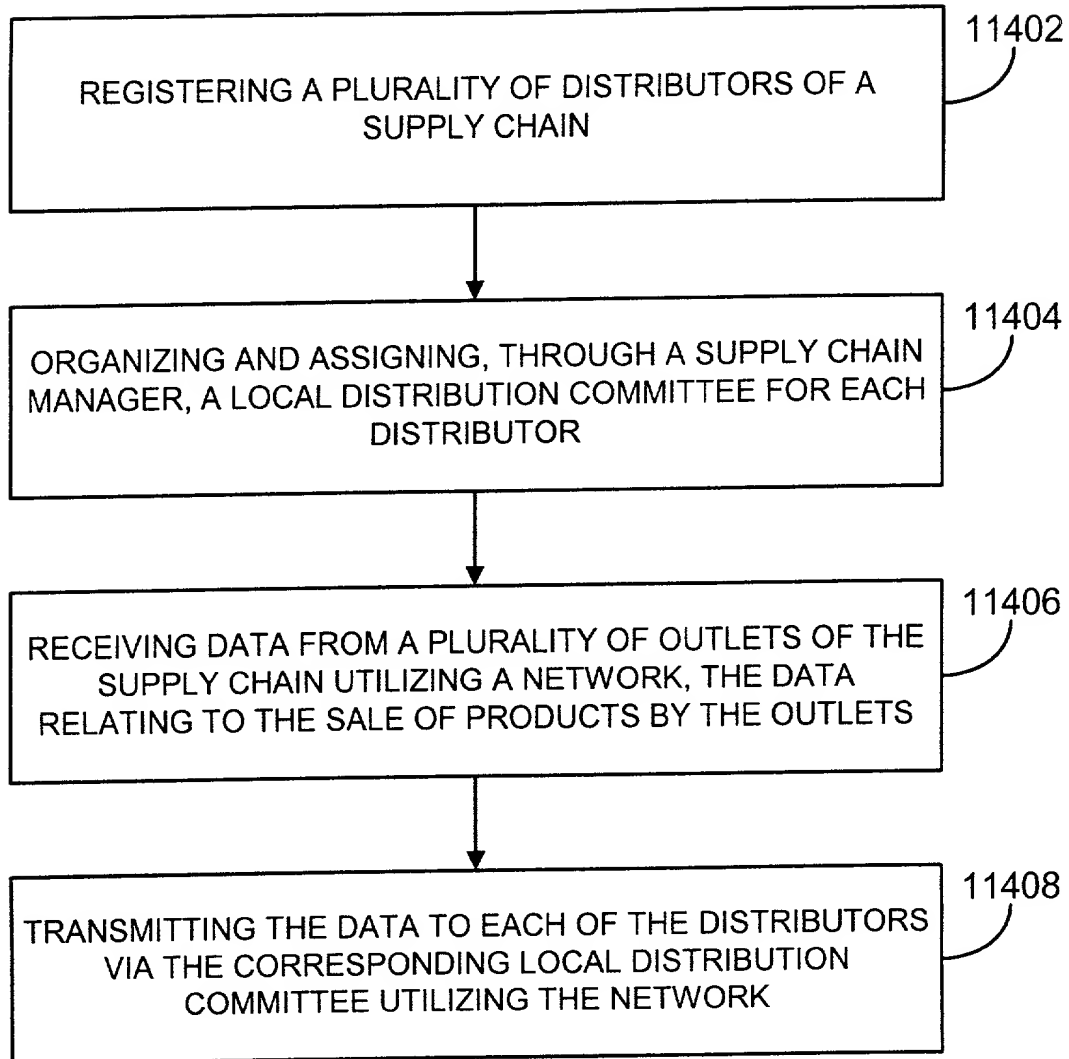 11402
REGISTERING A PLURALITY OF DISTRIBUTORS OF A
SUPPLY CHAIN
11404
ORGANIZING AND ASSIGNING, THROUGH A SUPPLY CHAIN
MANAGER, A LOCAL DISTRIBUTION COMMITTEE FOR EACH
DISTRIBUTOR
11406
RECEIVING DATA FROM A PLURALITY OF OUTLETS OF THE
SUPPLY CHAIN UTILIZING A NETWORK, THE DATA
RELATING TO THE SALE OF PRODUCTS BY THE OUTLETS
11408
TRANSMITTING THE DATA TO EACH OF THE DISTRIBUTORS
VIA THE CORRESPONDING LOCAL DISTRIBUTION
COMMITTEE UTILIZING THE NETWORK